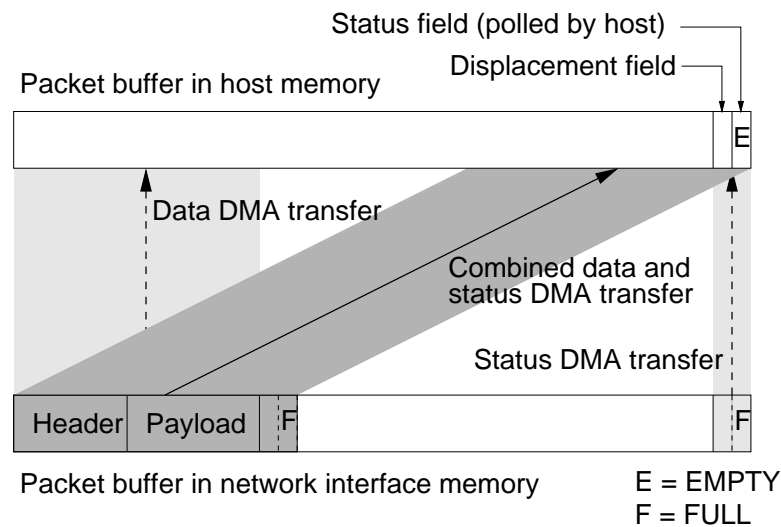 Status field (polled by host)
Displacement field
Packet buffer in host memory
E
Data DMA transfer
Combined data and
status DMA transfer
Status DMA transfer
Header Payload F F
Packet buffer in network interface memory
E = EMPTY
F = FULL